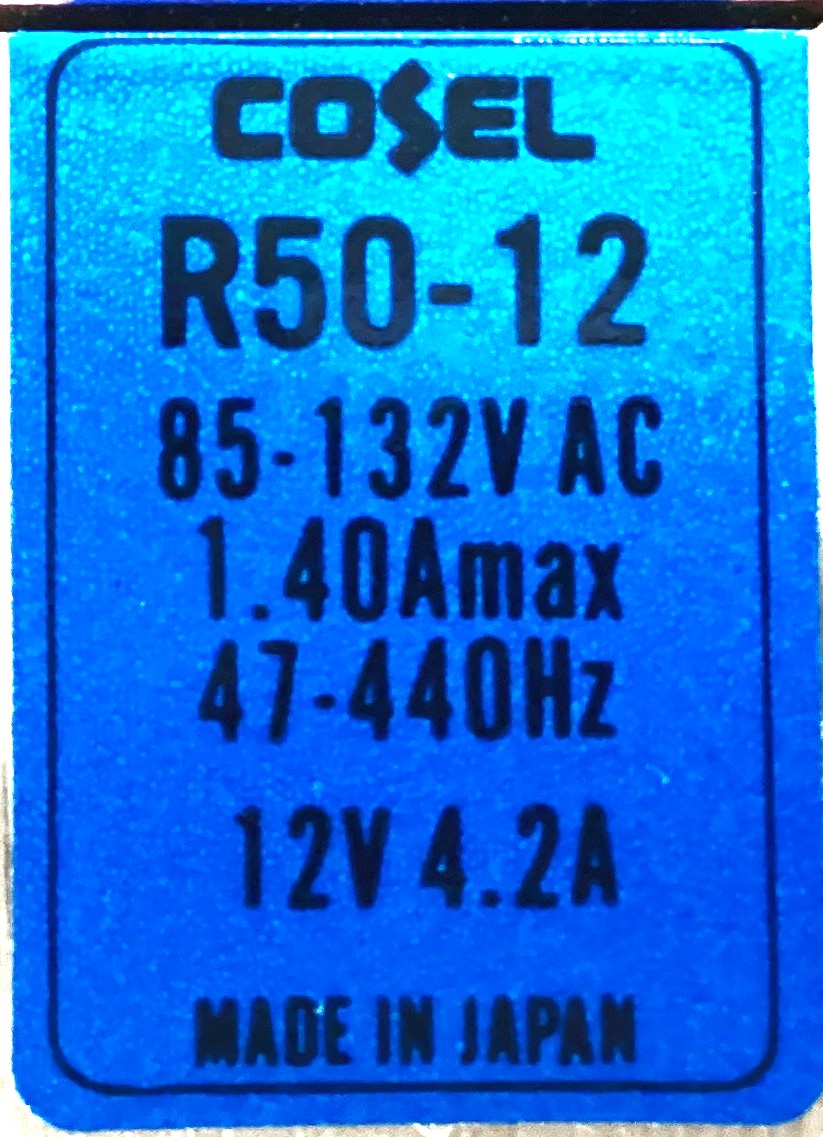 COSEL
R50-12
85-132V AC
1.40Amax
47-440Hz
12V 4.2A
MADE IN JAPAN